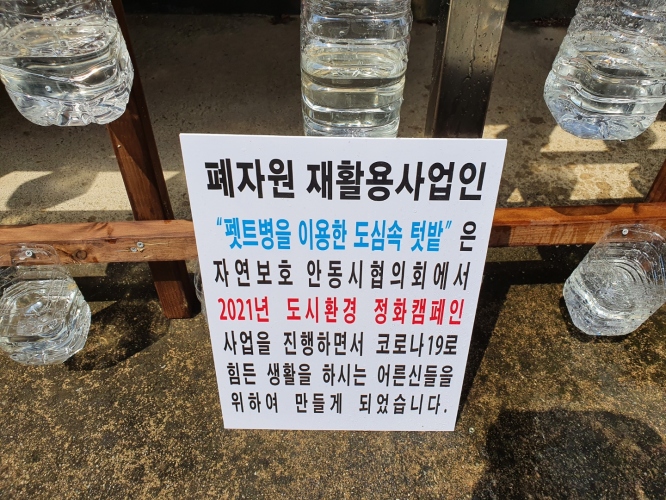 폐자원 재활용사업인
"펫트병을 이용한 도심속 텃밭" 은
자연보호 안동시협의회에서
2021년 도시환경 정화캠페인
사업을 진행하면서 코로나19로
힘든 생활을 하시는 어른신들을
위하여 만들게 되었습니다.